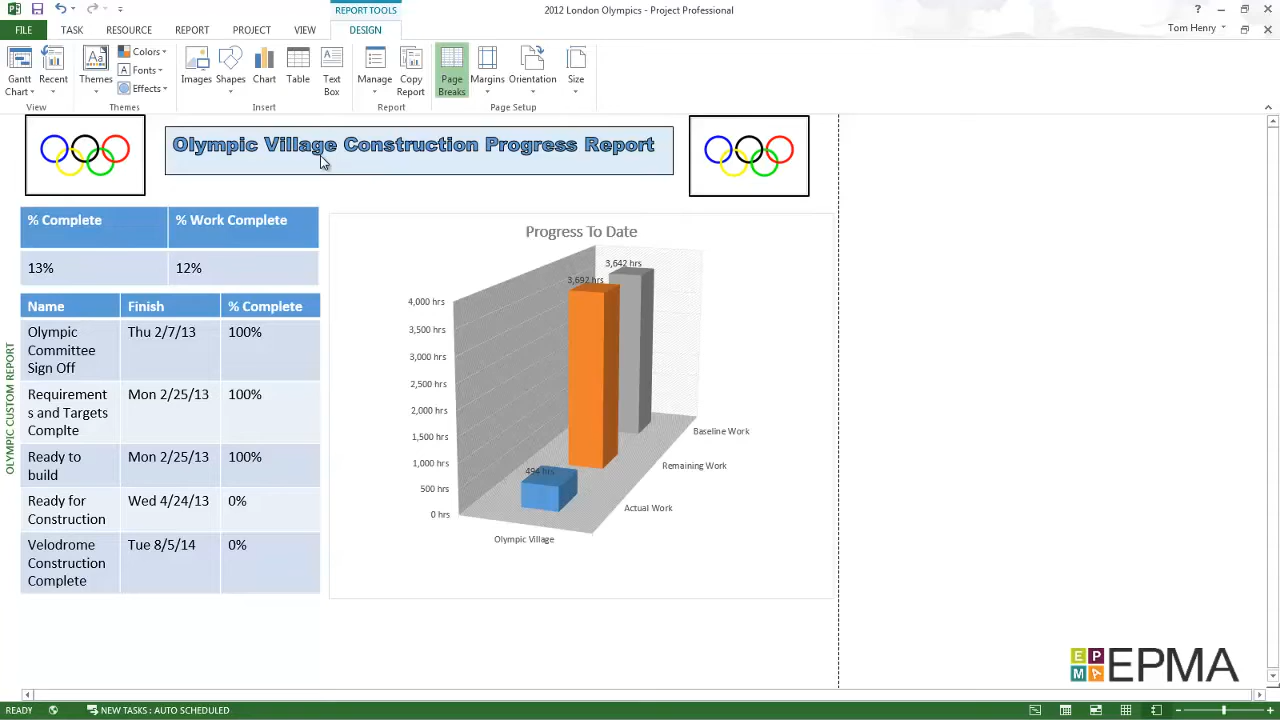 REPORT TOOLS
2012 London Olympics - Project Professional
FILE TASK RESOURCE REPORT PROJECT VIEW DESIGN
Tom Henry
Gantt Chart
Recent
View
Themes
Colors
Fonts
Effects
Themes
Images
Shapes
Chart
Table
Text Box
Insert
Manage
Copy Report
Report
Page Breaks
Margins
Orientation
Size
Page Setup
Olympic Village Construction Progress Report
% Complete % Work Complete
13% 12%
Name Finish % Complete
Olympic Thu 2/7/13 100%
Committee
Sign Off
Requirement Mon 2/25/13 100%
s and Targets
Complte
Ready to Mon 2/25/13 100%
build
Ready for Wed 4/24/13 0%
Construction
Velodrome Tue 8/5/14 0%
Construction
Complete
OLYMPIC CUSTOM REPORT
Progress To Date
3,642 hrs
3,697 hrs
4,000 hrs
3,500 hrs
3,000 hrs
2,500 hrs
2,000 hrs
1,500 hrs
1,000 hrs
500 hrs
0 hrs
494 hrs
Baseline Work
Remaining Work
Actual Work
Olympic Village
E P M A EPMA
READY NEW TASKS : AUTO SCHEDULED